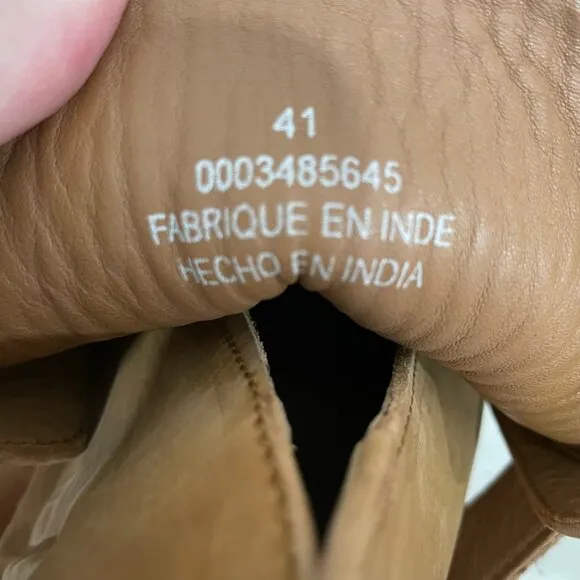 41
0003485645
FABRIQUE EN INDE
HECHO EN INDIA